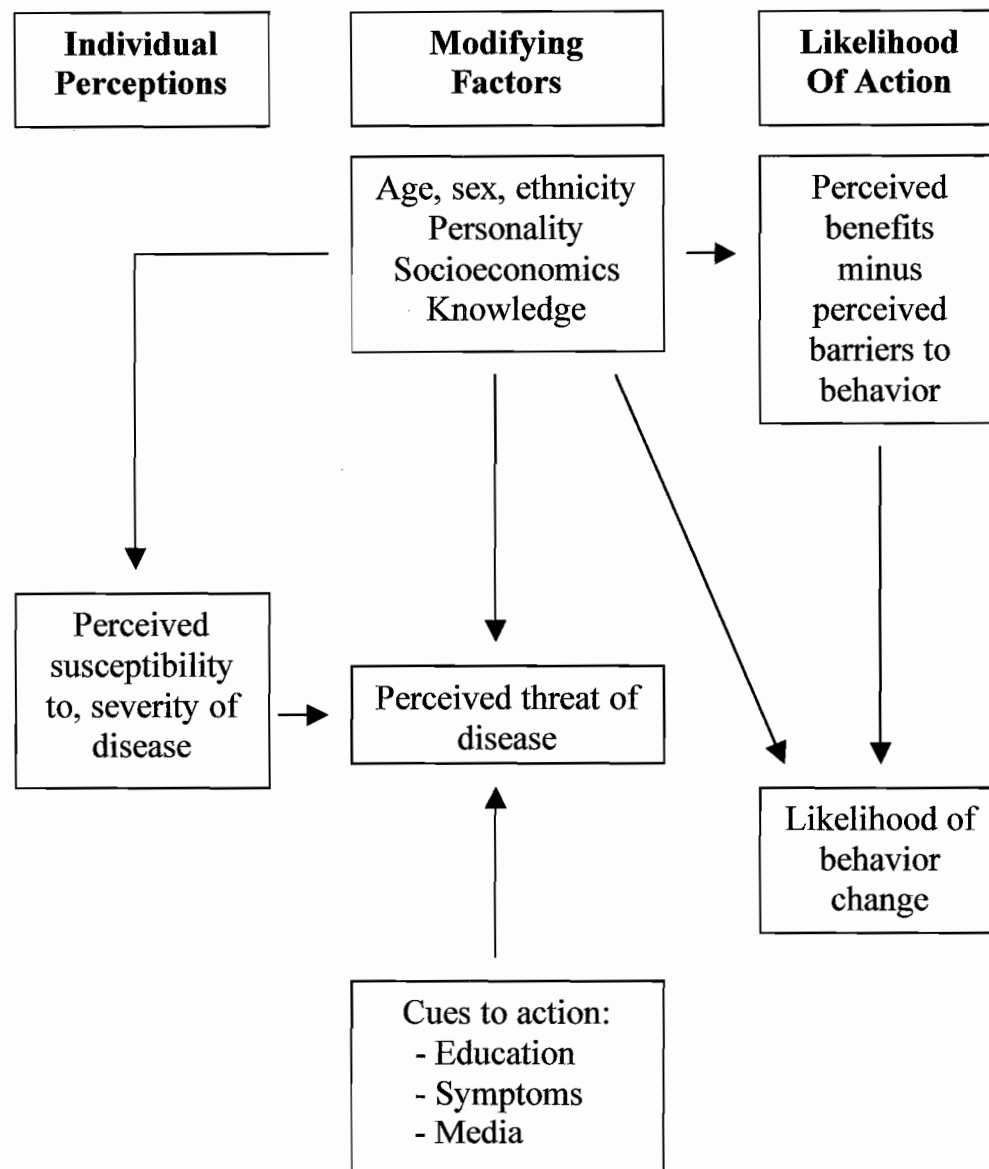 Individual
Perceptions
Modifying
Factors
Likelihood
Of Action
Age, sex, ethnicity
Personality
Socioeconomics
Knowledge
Perceived
benefits
minus
perceived
barriers to
behavior
Perceived
susceptibility
to, severity of
disease
Perceived threat of
disease
Likelihood of
behavior
change
Cues to action:
- Education
- Symptoms
- Media